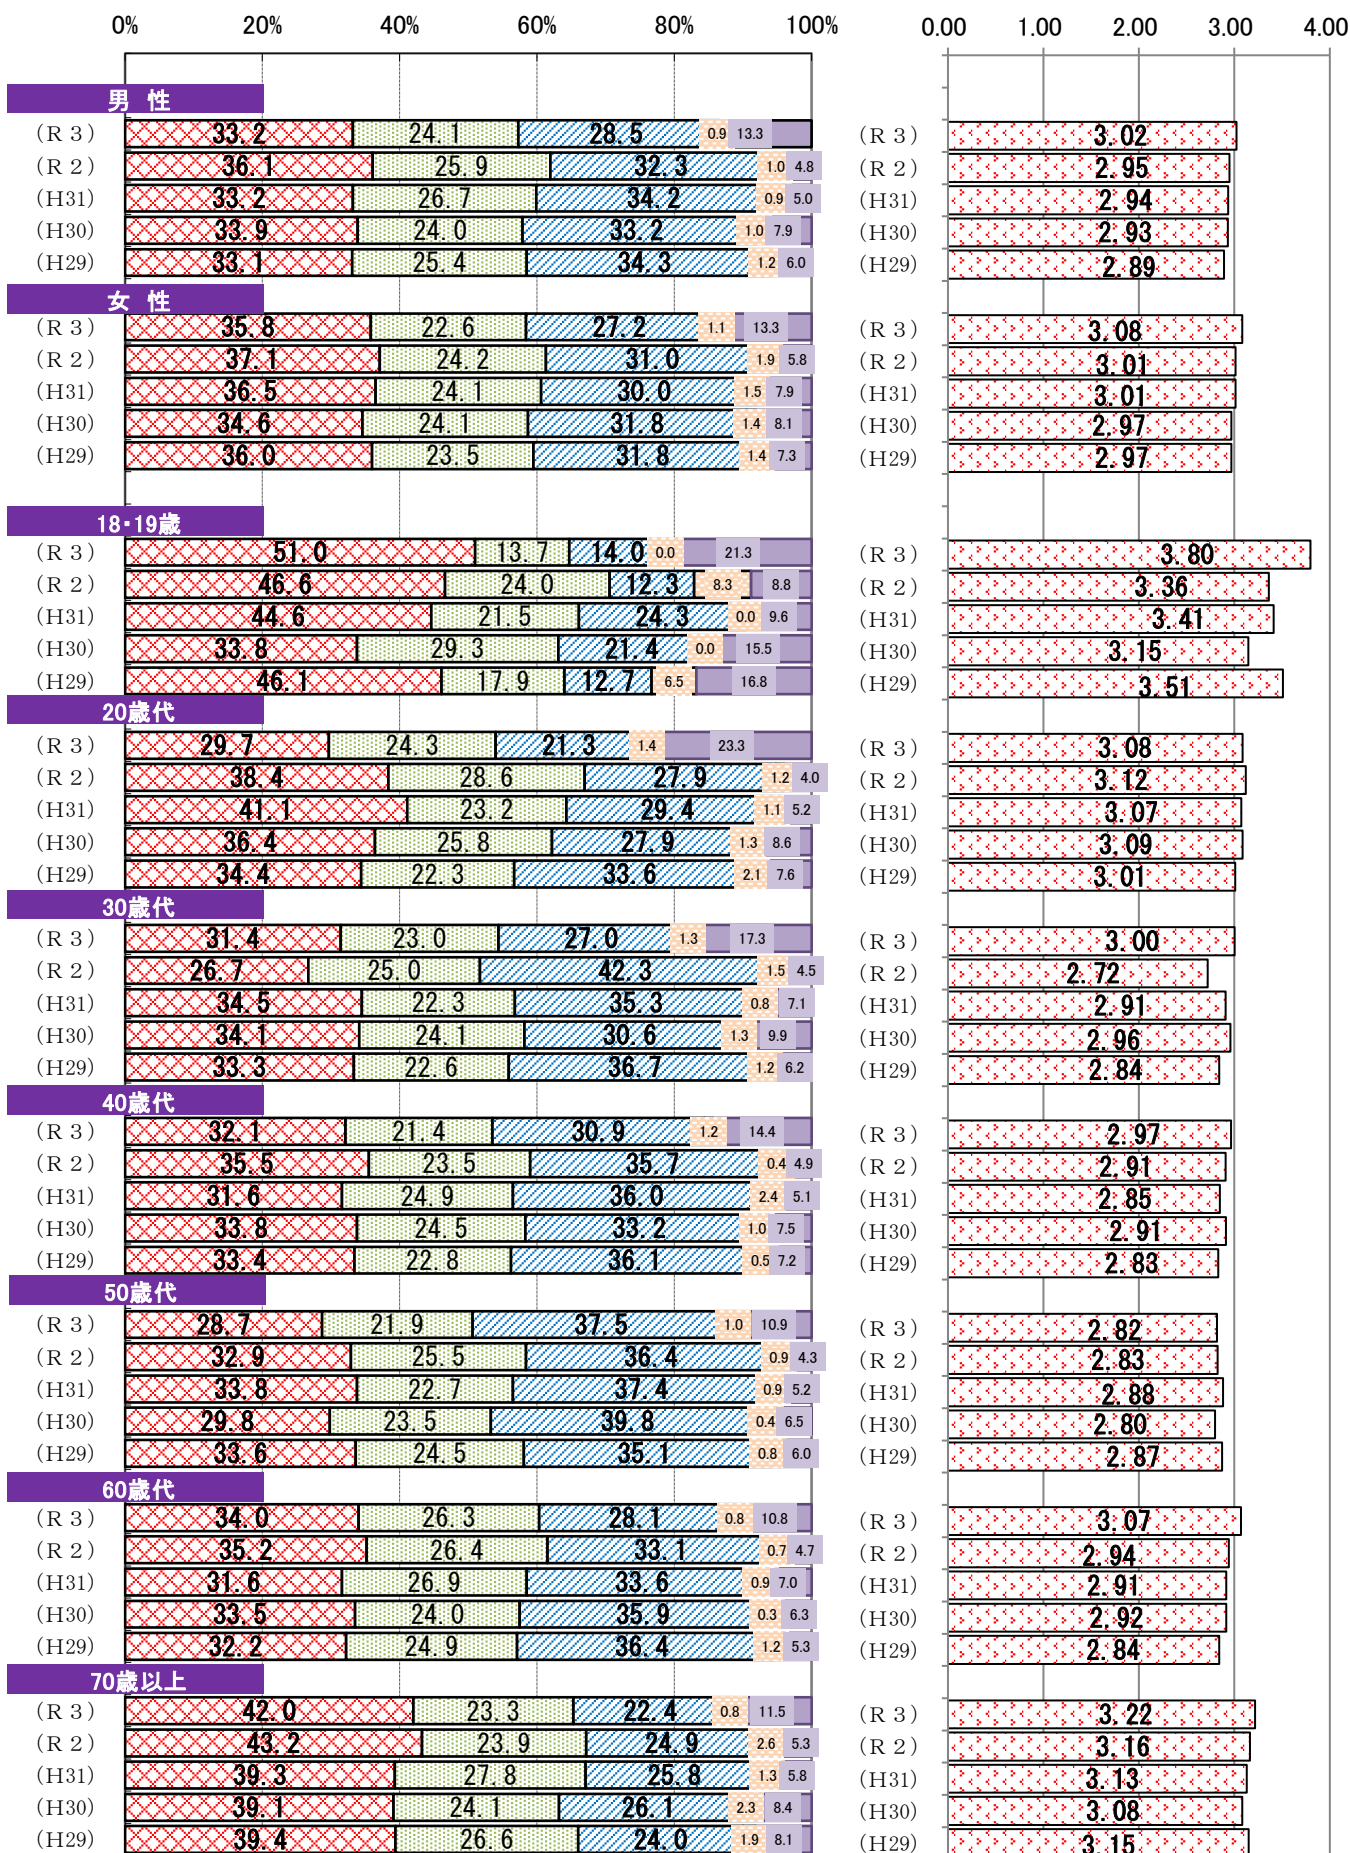 0% 20% 40% 60% 80% 100% 0.00 1.00 2.00 3.00 4.00
男 性
(R 3) 33.2 24.1 28.5 0.9 13.3 (R 3) 3.02
(R 2) 36.1 25.9 32.3 1.0 4.8 (R 2) 2.95
(H31) 33.2 26.7 34.2 0.9 5.0 (H31) 2.94
(H30) 33.9 24.0 33.2 1.0 7.9 (H30) 2.93
(H29) 33.1 25.4 34.3 1.2 6.0 (H29) 2.89
女 性
(R 3) 35.8 22.6 27.2 1.1 13.3 (R 3) 3.08
(R 2) 37.1 24.2 31.0 1.9 5.8 (R 2) 3.01
(H31) 36.5 24.1 30.0 1.5 7.9 (H31) 3.01
(H30) 34.6 24.1 31.8 1.4 8.1 (H30) 2.97
(H29) 36.0 23.5 31.8 1.4 7.3 (H29) 2.97
18・19歳
(R 3) 51.0 13.7 14.0 0.0 21.3 (R 3) 3.80
(R 2) 46.6 24.0 12.3 8.3 8.8 (R 2) 3.36
(H31) 44.6 21.5 24.3 0.0 9.6 (H31) 3.41
(H30) 33.8 29.3 21.4 0.0 15.5 (H30) 3.15
(H29) 46.1 17.9 12.7 6.5 16.8 (H29) 3.51
20歳代
(R 3) 29.7 24.3 21.3 1.4 23.3 (R 3) 3.08
(R 2) 38.4 28.6 27.9 1.2 4.0 (R 2) 3.12
(H31) 41.1 23.2 29.4 1.1 5.2 (H31) 3.07
(H30) 36.4 25.8 27.9 1.3 8.6 (H30) 3.09
(H29) 34.4 22.3 33.6 2.1 7.6 (H29) 3.01
30歳代
(R 3) 31.4 23.0 27.0 1.3 17.3 (R 3) 3.00
(R 2) 26.7 25.0 42.3 1.5 4.5 (R 2) 2.72
(H31) 34.5 22.3 35.3 0.8 7.1 (H31) 2.91
(H30) 34.1 24.1 30.6 1.3 9.9 (H30) 2.96
(H29) 33.3 22.6 36.7 1.2 6.2 (H29) 2.84
40歳代
(R 3) 32.1 21.4 30.9 1.2 14.4 (R 3) 2.97
(R 2) 35.5 23.5 35.7 0.4 4.9 (R 2) 2.91
(H31) 31.6 24.9 36.0 2.4 5.1 (H31) 2.85
(H30) 33.8 24.5 33.2 1.0 7.5 (H30) 2.91
(H29) 33.4 22.8 36.1 0.5 7.2 (H29) 2.83
50歳代
(R 3) 28.7 21.9 37.5 1.0 10.9 (R 3) 2.82
(R 2) 32.9 25.5 36.4 0.9 4.3 (R 2) 2.83
(H31) 33.8 22.7 37.4 0.9 5.2 (H31) 2.88
(H30) 29.8 23.5 39.8 0.4 6.5 (H30) 2.80
(H29) 33.6 24.5 35.1 0.8 6.0 (H29) 2.87
60歳代
(R 3) 34.0 26.3 28.1 0.8 10.8 (R 3) 3.07
(R 2) 35.2 26.4 33.1 0.7 4.7 (R 2) 2.94
(H31) 31.6 26.9 33.6 0.9 7.0 (H31) 2.91
(H30) 33.5 24.0 35.9 0.3 6.3 (H30) 2.92
(H29) 32.2 24.9 36.4 1.2 5.3 (H29) 2.84
70歳以上
(R 3) 42.0 23.3 22.4 0.8 11.5 (R 3) 3.22
(R 2) 43.2 23.9 24.9 2.6 5.3 (R 2) 3.16
(H31) 39.3 27.8 25.8 1.3 5.8 (H31) 3.13
(H30) 39.1 24.1 26.1 2.3 8.4 (H30) 3.08
(H29) 39.4 26.6 24.0 1.9 8.1 (H29) 3.15